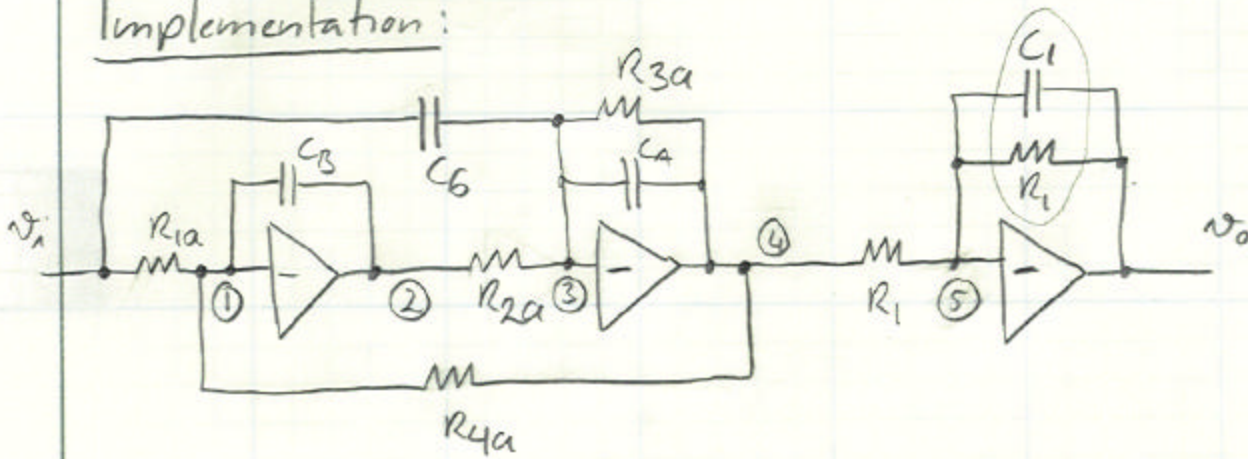 Implementation:
C1
R3a
CB
C6
CA
R1
vi
R1a
④
vo
①
②
R2a
③
R1
⑤
R4a